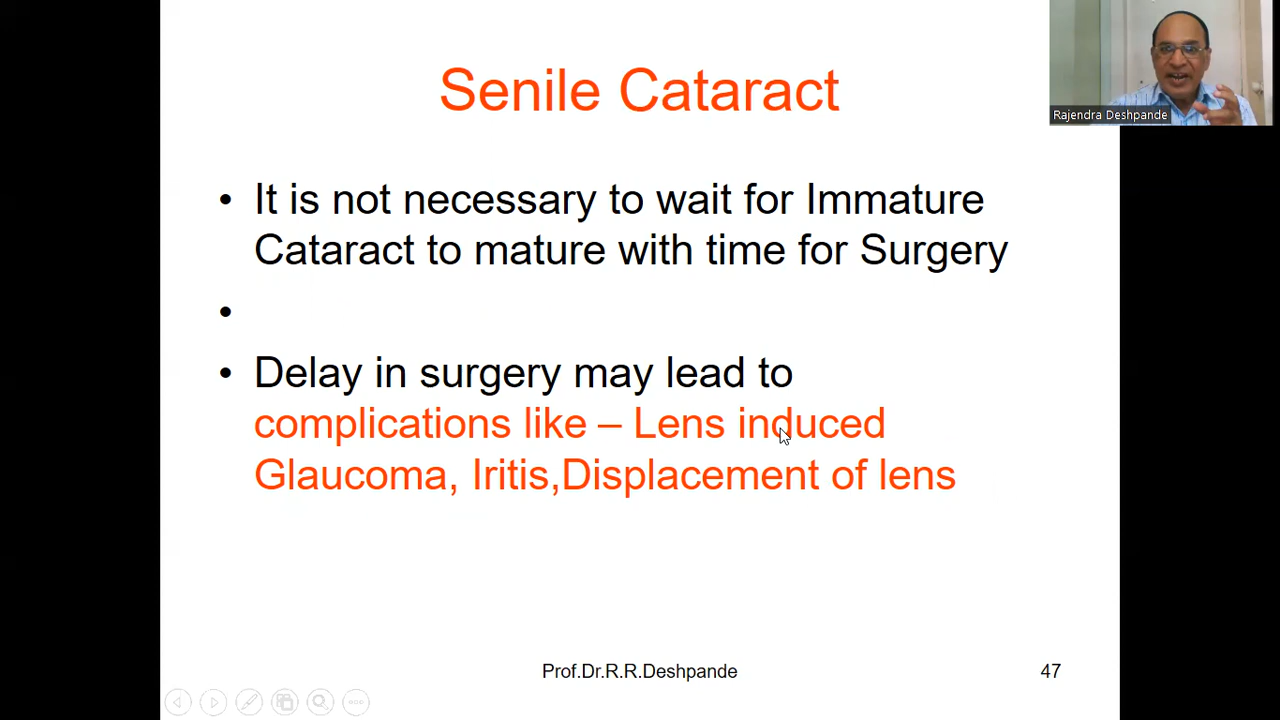 Senile Cataract
Rajendra Deshpande
• It is not necessary to wait for Immature
Cataract to mature with time for Surgery
•
• Delay in surgery may lead to
complications like – Lens induced
Glaucoma, Iritis,Displacement of lens
Prof.Dr.R.R.Deshpande
47